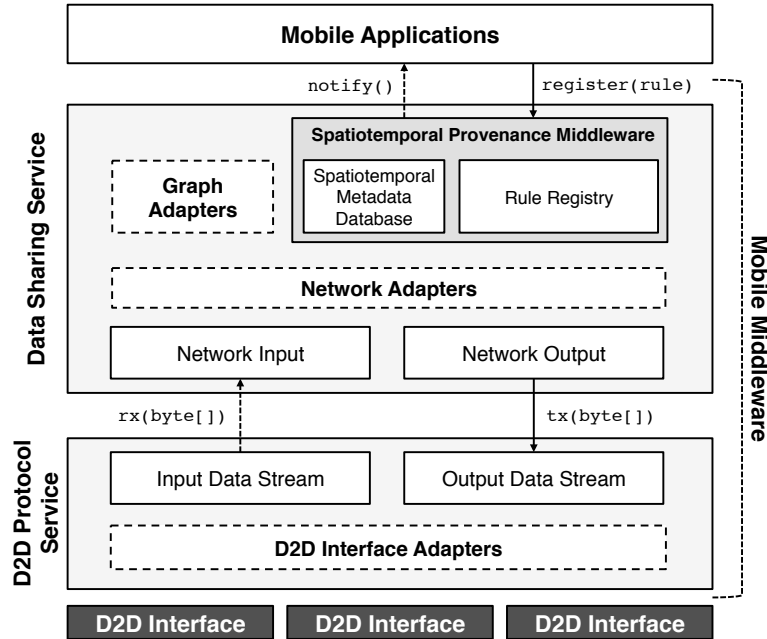 Mobile Applications
notify()
register(rule)
Spatiotemporal Provenance Middleware
Graph
Adapters
Spatiotemporal
Metadata
Database
Rule Registry
Data Sharing Service
Network Adapters
Network Input
Network Output
Mobile Middleware
rx(byte[])
tx(byte[])
D2D Protocol
Service
Input Data Stream
Output Data Stream
D2D Interface Adapters
D2D Interface
D2D Interface
D2D Interface